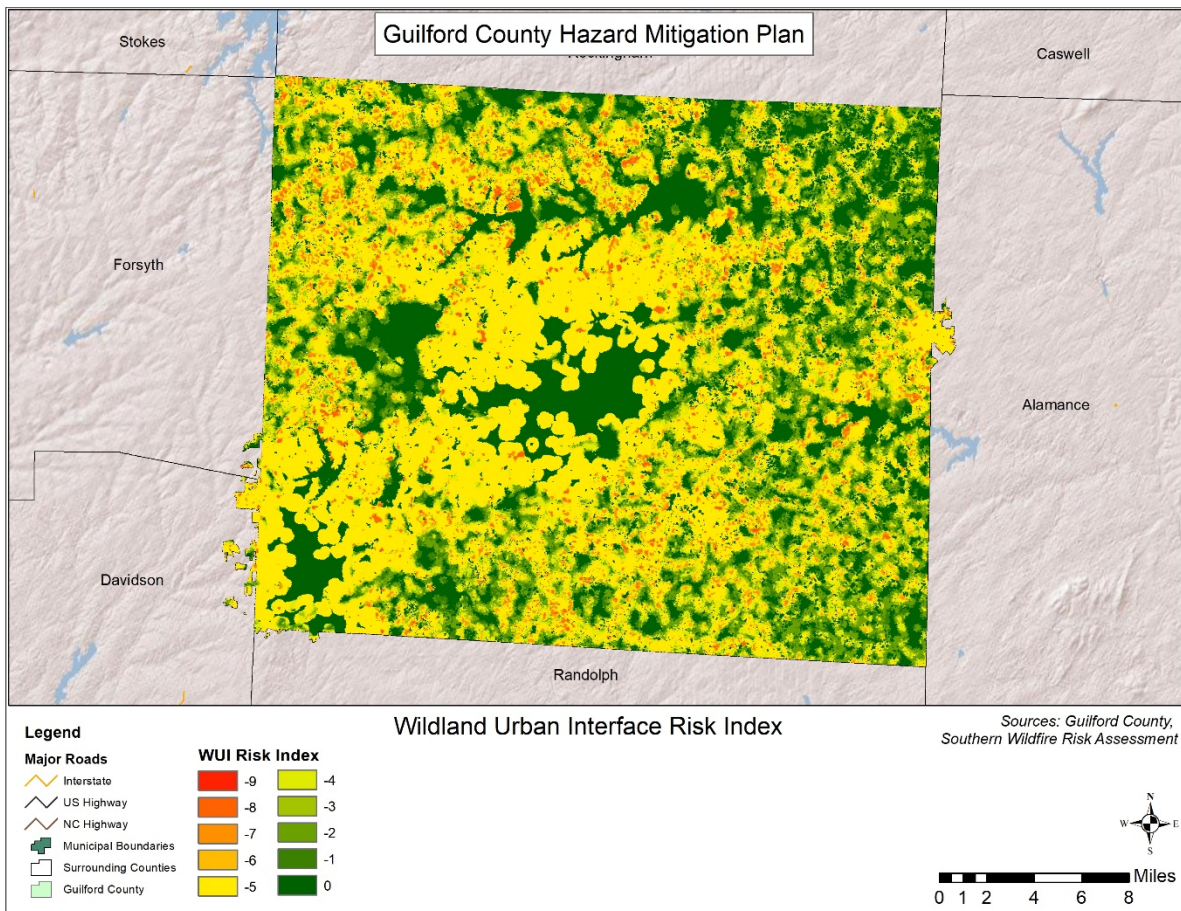 Guilford County Hazard Mitigation Plan
Stokes
Rockingham
Caswell
Forsyth
Alamance
Davidson
Randolph
Wildland Urban Interface Risk Index
Sources: Guilford County,
Southern Wildfire Risk Assessment
Legend
Major Roads
Interstate
US Highway
NC Highway
Municipal Boundaries
Surrounding Counties
Guilford County
WUI Risk Index
-9
-8
-7
-6
-5
-4
-3
-2
-1
0
N
W E
S
Miles
0 1 2 4 6 8